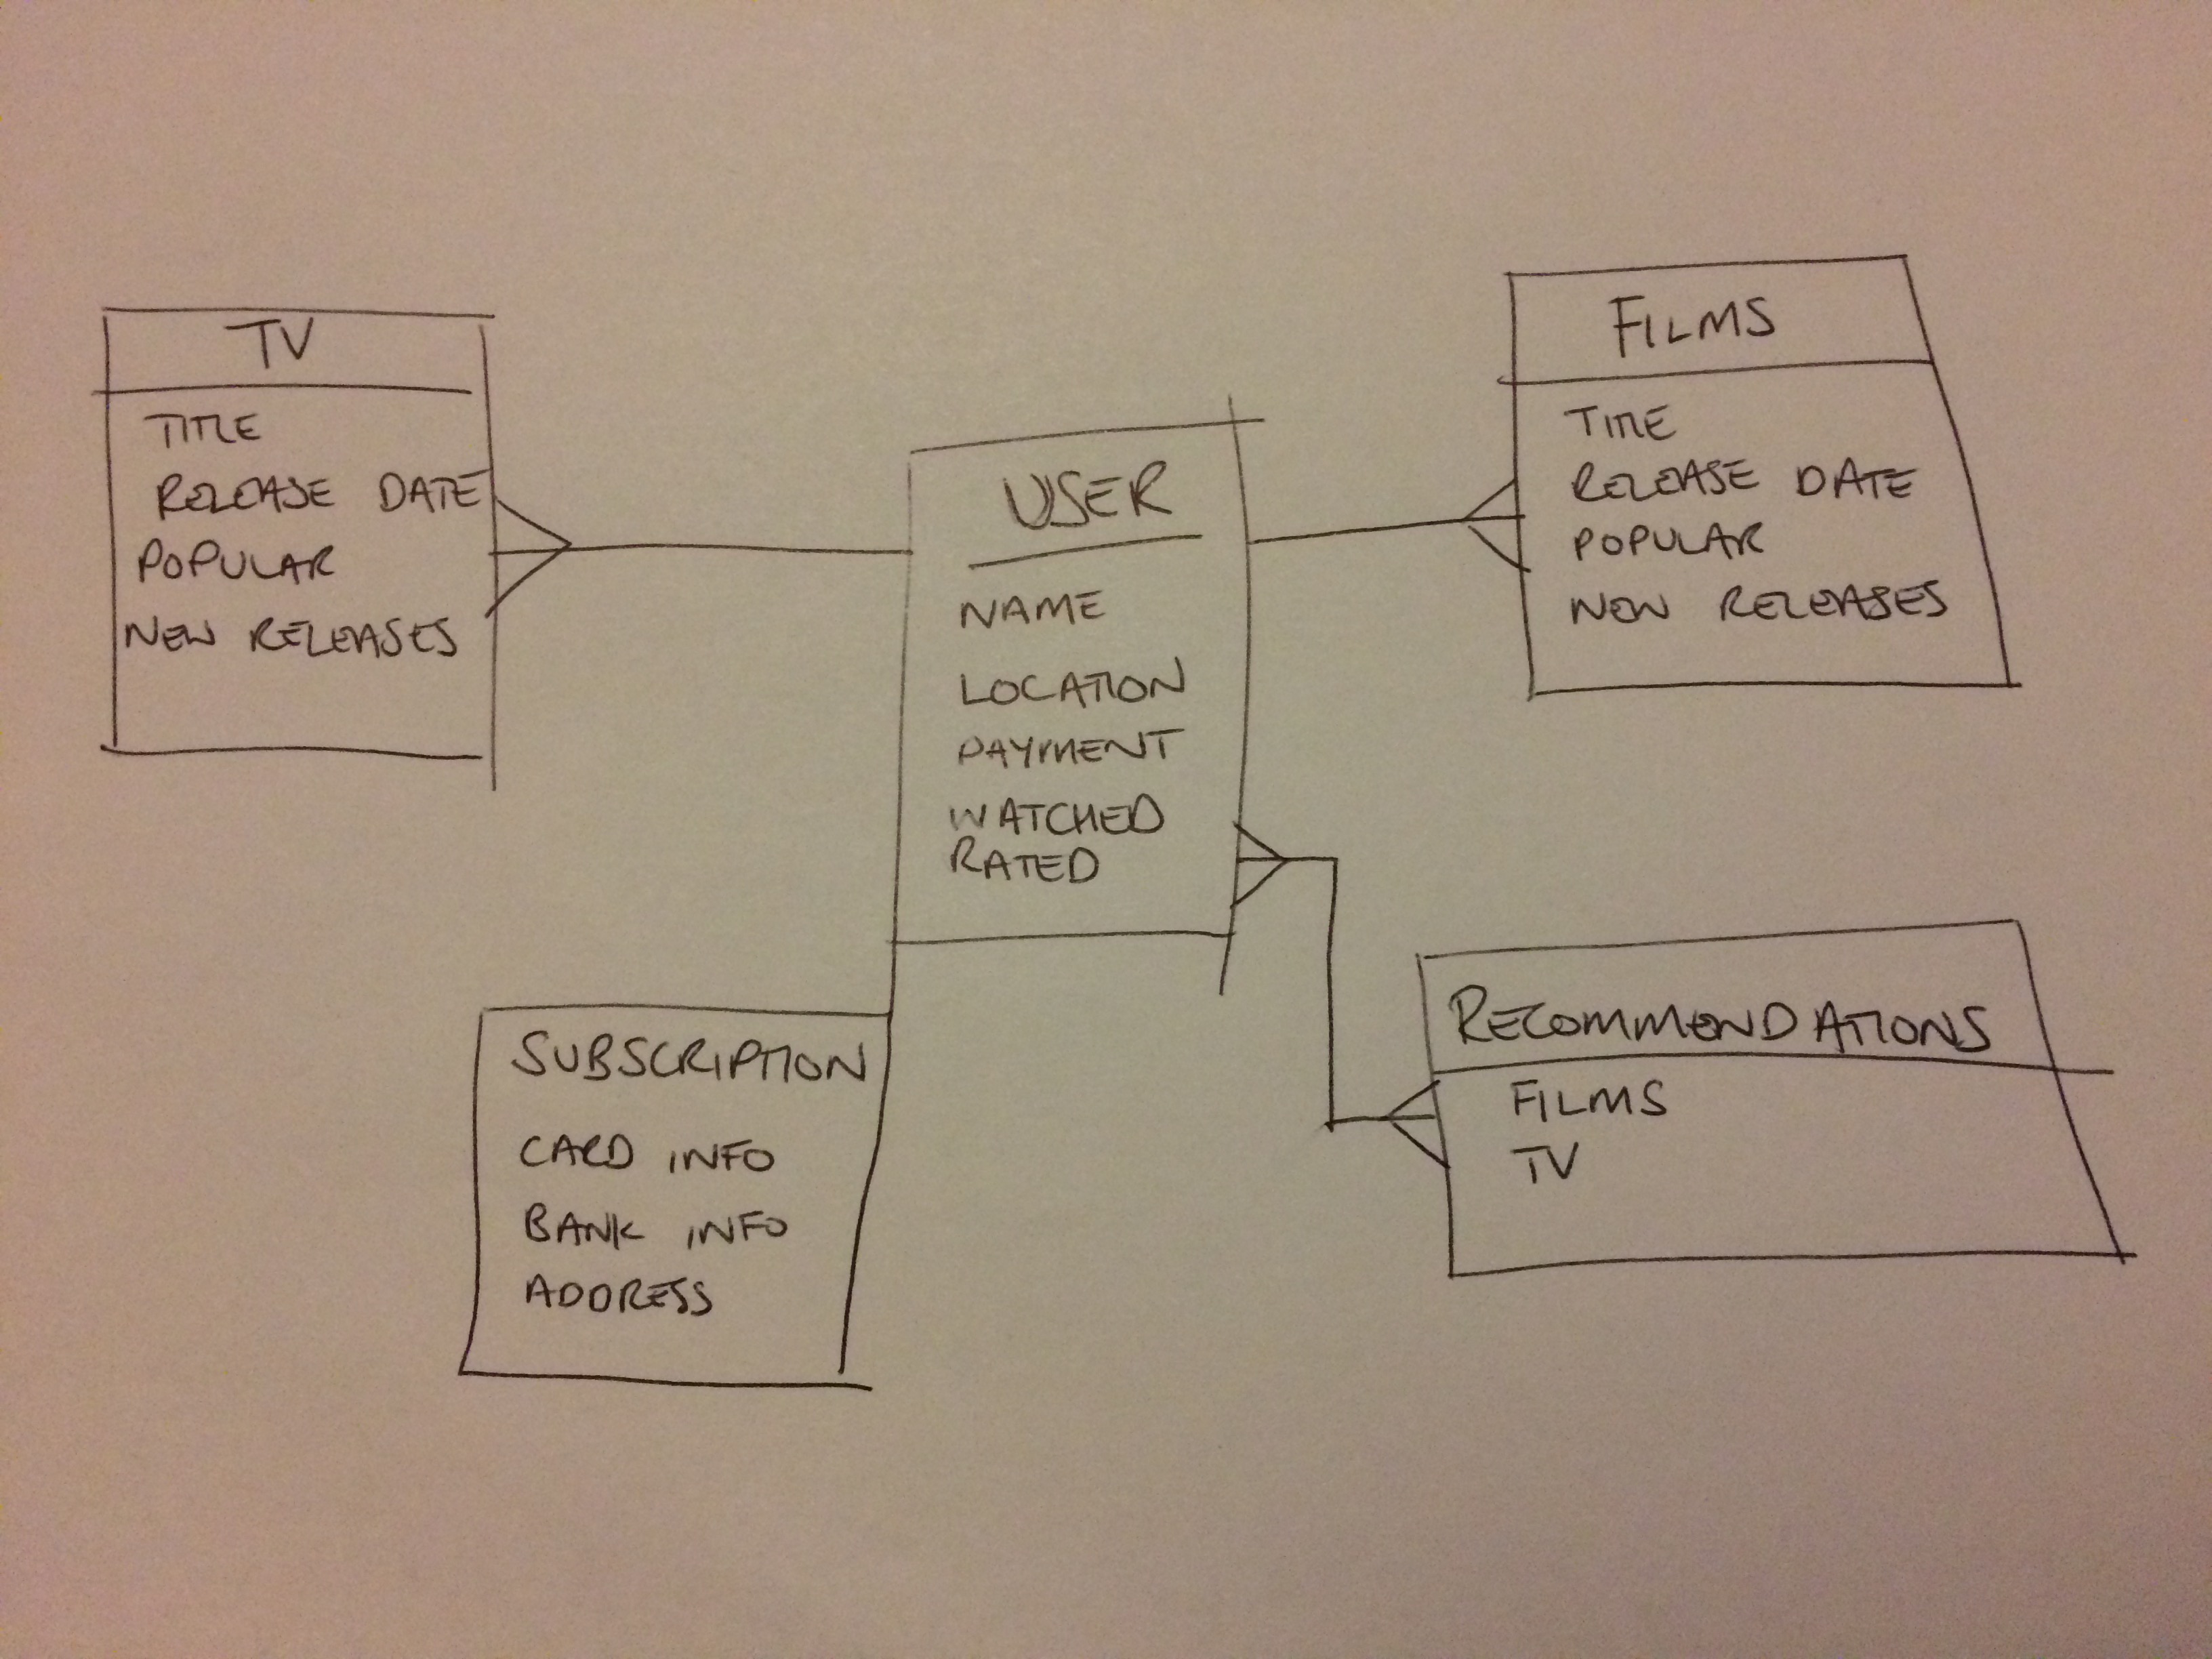 TV
TITLE
RELEASE DATE
POPULAR
NEW RELEASES
USER
NAME
LOCATION
PAYMENT
WATCHED
RATED
FILMS
TITLE
RELEASE DATE
POPULAR
NEW RELEASES
SUBSCRIPTION
CARD INFO
BANK INFO
ADDRESS
RECOMMENDATIONS
FILMS
TV